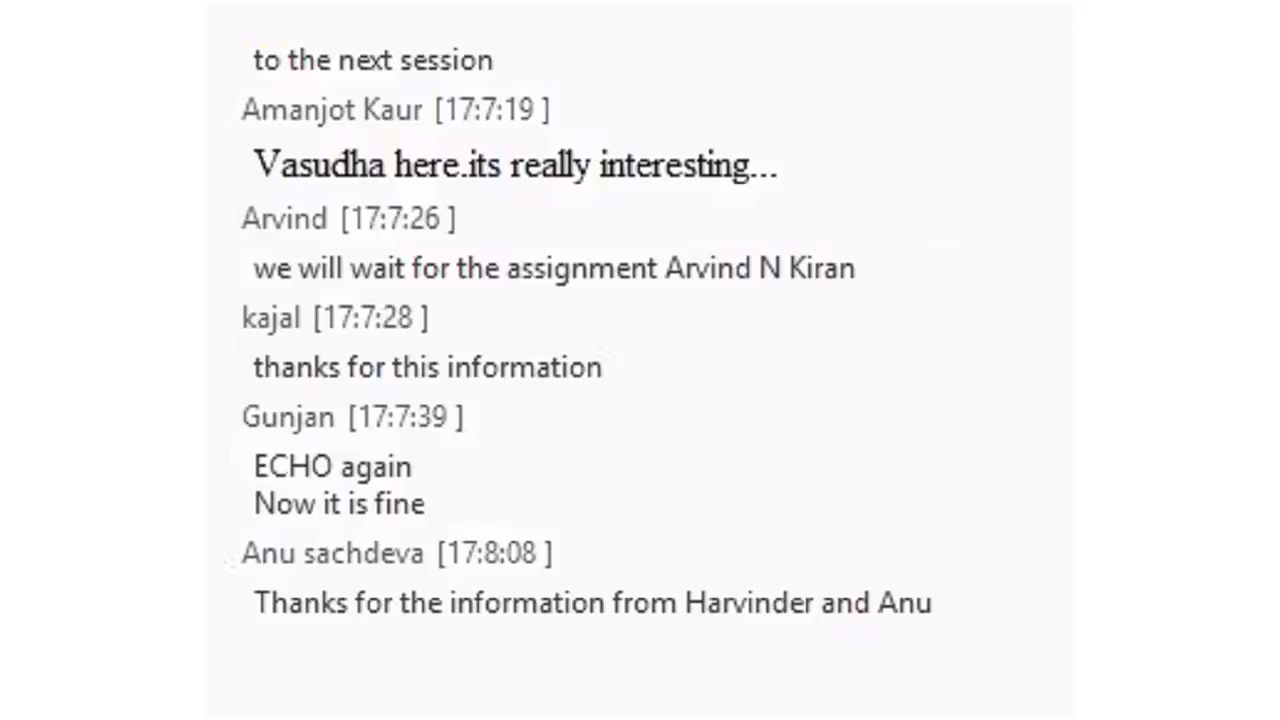 to the next session
Amanjot Kaur [17:7:19 ]
Vasudha here.its really interesting...
Arvind [17:7:26 ]
we will wait for the assignment Arvind N Kiran
kajal [17:7:28 ]
thanks for this information
Gunjan [17:7:39 ]
ECHO again
Now it is fine
Anu sachdeva [17:8:08 ]
Thanks for the information from Harvinder and Anu